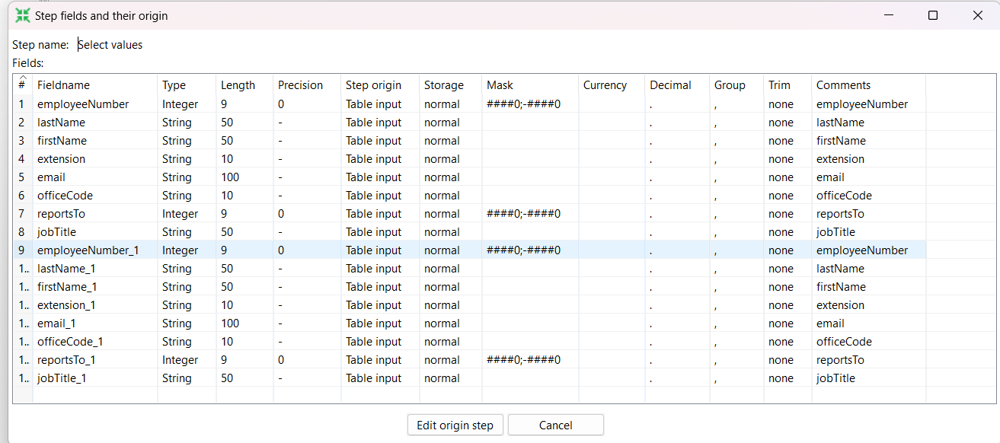 Step fields and their origin
Step name: Select values
Fields:
# Fieldname Type Length Precision Step origin Storage Mask Currency Decimal Group Trim Comments
1 employeeNumber Integer 9 0 Table input normal ####0;-####0 . , none employeeNumber
2 lastName String 50 - Table input normal . , none lastName
3 firstName String 50 - Table input normal . , none firstName
4 extension String 10 - Table input normal . , none extension
5 email String 100 - Table input normal . , none email
6 officeCode String 10 - Table input normal . , none officeCode
7 reportsTo Integer 9 0 Table input normal ####0;-####0 . , none reportsTo
8 jobTitle String 50 - Table input normal . , none jobTitle
9 employeeNumber_1 Integer 9 0 Table input normal ####0;-####0 . , none employeeNumber
1.. lastName_1 String 50 - Table input normal . , none lastName
1.. firstName_1 String 50 - Table input normal . , none firstName
1.. extension_1 String 10 - Table input normal . , none extension
1.. email_1 String 100 - Table input normal . , none email
1.. officeCode_1 String 10 - Table input normal . , none officeCode
1.. reportsTo_1 Integer 9 0 Table input normal ####0;-####0 . , none reportsTo
1.. jobTitle_1 String 50 - Table input normal . , none jobTitle
Edit origin step Cancel